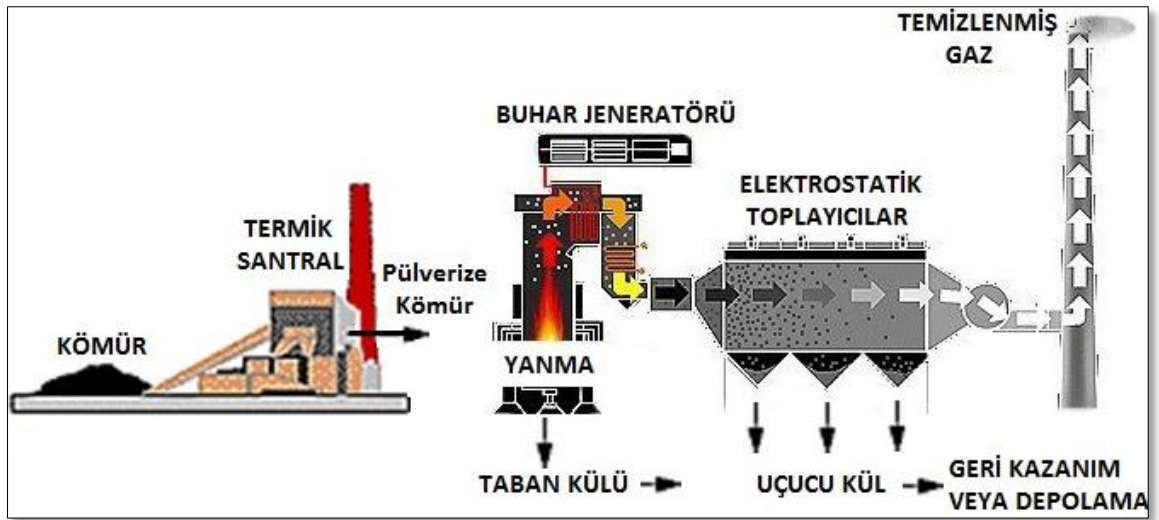 TEMİZLENMİŞ
GAZ
BUHAR JENERATÖRÜ
ELEKTROSTATİK
TOPLAYICILAR
TERMİK
SANTRAL
Pülverize
Kömür
KÖMÜR
YANMA
TABAN KÜLÜ
UÇUCU KÜL
GERİ KAZANIM
VEYA DEPOLAMA